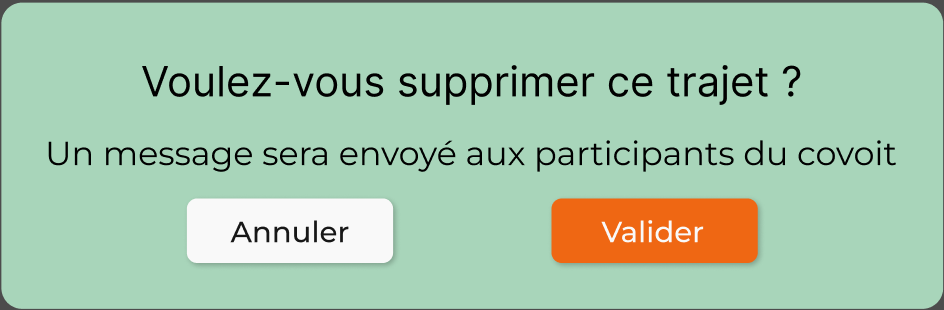 Voulez-vous supprimer ce trajet ?
Un message sera envoyé aux participants du covoit
Annuler
Valider